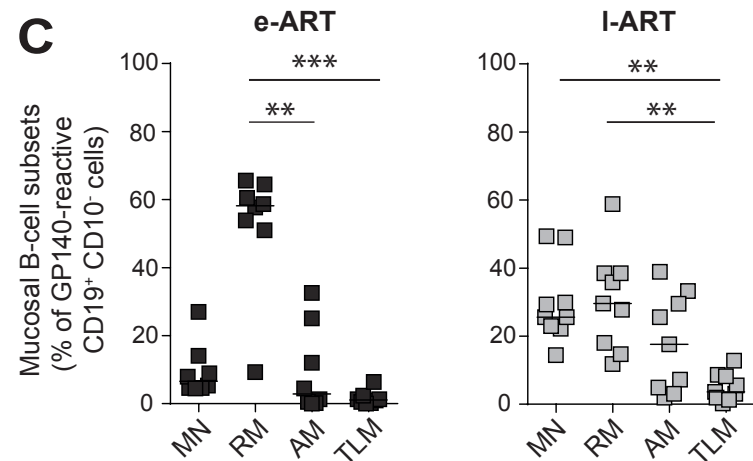 C
e-ART
l-ART
Mucosal B-cell subsets
(% of GP140-reactive
CD19⁺ CD10⁻ cells)
100
80
60
40
20
0
***
**
MN
RM
AM
TLM
100
80
60
40
20
0
**
**
MN
RM
AM
TLM